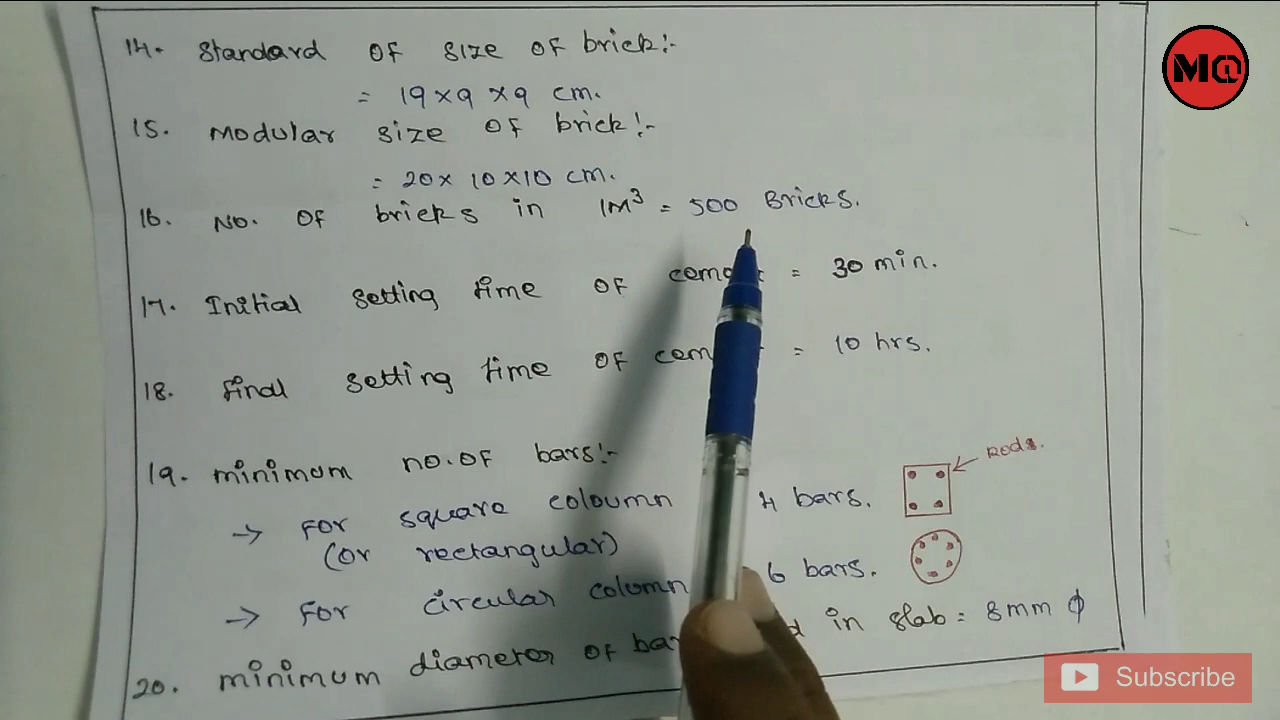 14. Standard of size of brick:-
= 19×9×9 cm.
15. Modular size of brick:-
= 20×10×10 cm.
16. No. of bricks in 1M³ = 500 Bricks.
17. Initial setting time of = 30 min.
18. final setting time of = 10 hrs.
19. minimum no. of bars:-
→ For square coloumn 4 bars.
(or rectangular)
→ For circular column 6 bars.
20. minimum diameter of in slab = 8mm ϕ
Rods.
M@
Subscribe